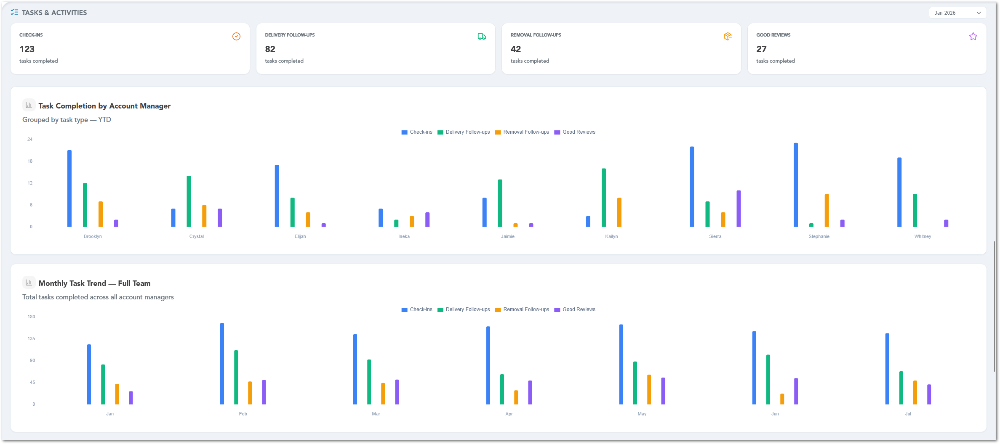 TASKS & ACTIVITIES
Jan 2026
CHECK-INS
123
tasks completed
DELIVERY FOLLOW-UPS
82
tasks completed
REMOVAL FOLLOW-UPS
42
tasks completed
GOOD REVIEWS
27
tasks completed
Task Completion by Account Manager
Grouped by task type — YTD
Check-ins Delivery Follow-ups Removal Follow-ups Good Reviews
24
18
12
6
0
Brooklyn Crystal Elijah Ineka Jaimie Kailyn Sierra Stephanie Whitney
Monthly Task Trend — Full Team
Total tasks completed across all account managers
Check-ins Delivery Follow-ups Removal Follow-ups Good Reviews
180
135
90
45
0
Jan Feb Mar Apr May Jun Jul